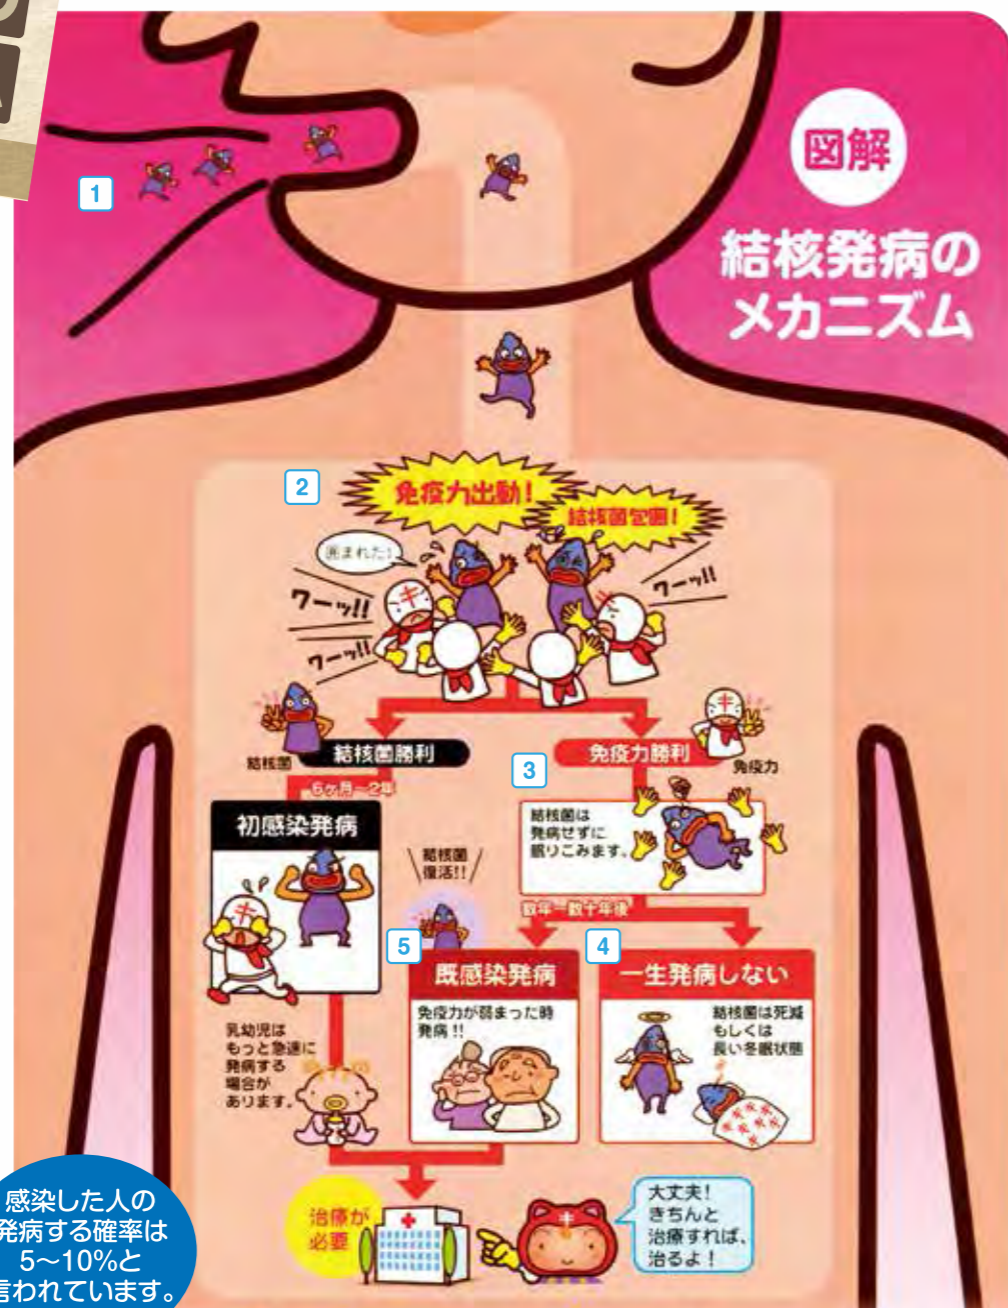 図解
結核発病の
メカニズム
1
2
免疫力出動!
結核菌包囲!
囲まれた!
ワーッ!!
ワーッ!!
ワーッ!!
キ
キ
結核菌
結核菌勝利
免疫力勝利
キ
免疫力
6ヶ月~2年
初感染発病
キ
3
結核菌は
発病せずに
眠りこみます。
数年~数十年後
結核菌
復活!!
5
既感染発病
免疫力が弱まった時
発病!!
4
一生発病しない
結核菌は死滅
もしくは
長い冬眠状態
乳幼児は
もっと急速に
発病する
場合が
あります。
治療が
必要
キ
大丈夫!
きちんと
治療すれば、
治るよ!
感染した人の
発病する確率は
5~10%と
言われています。